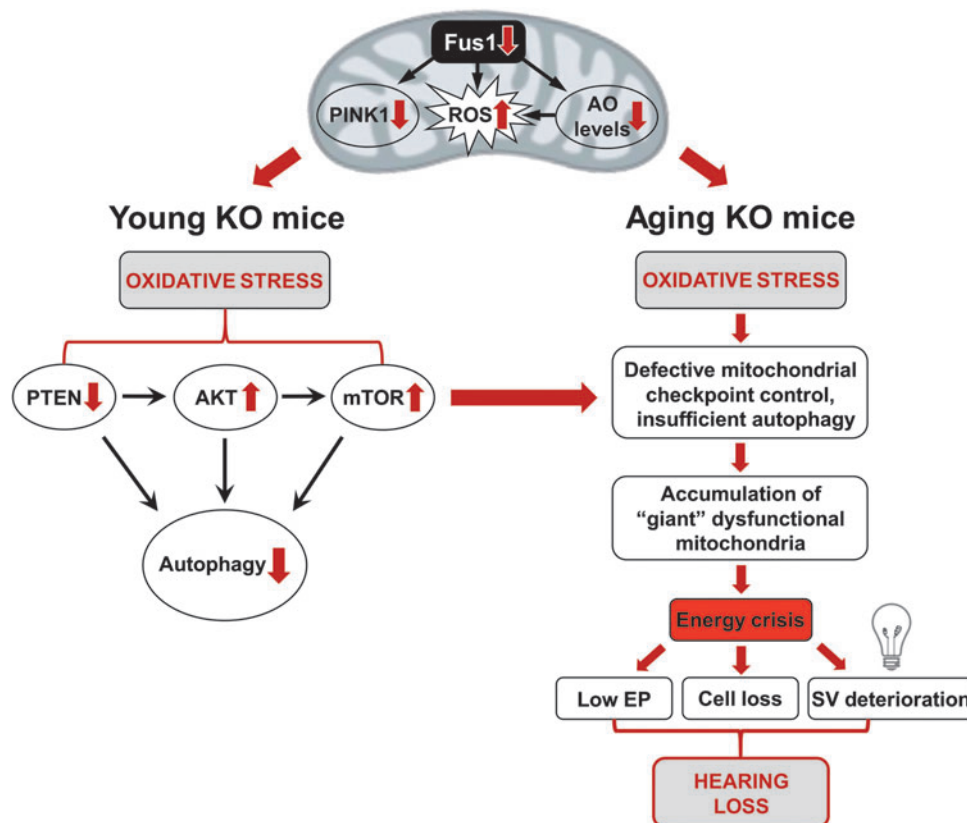 Fus1
PINK1
ROS
AO
levels
Young KO mice
Aging KO mice
OXIDATIVE STRESS
OXIDATIVE STRESS
PTEN
AKT
mTOR
Defective mitochondrial
checkpoint control,
insufficient autophagy
Autophagy
Accumulation of
“giant” dysfunctional
mitochondria
Energy crisis
Low EP
Cell loss
SV deterioration
HEARING
LOSS